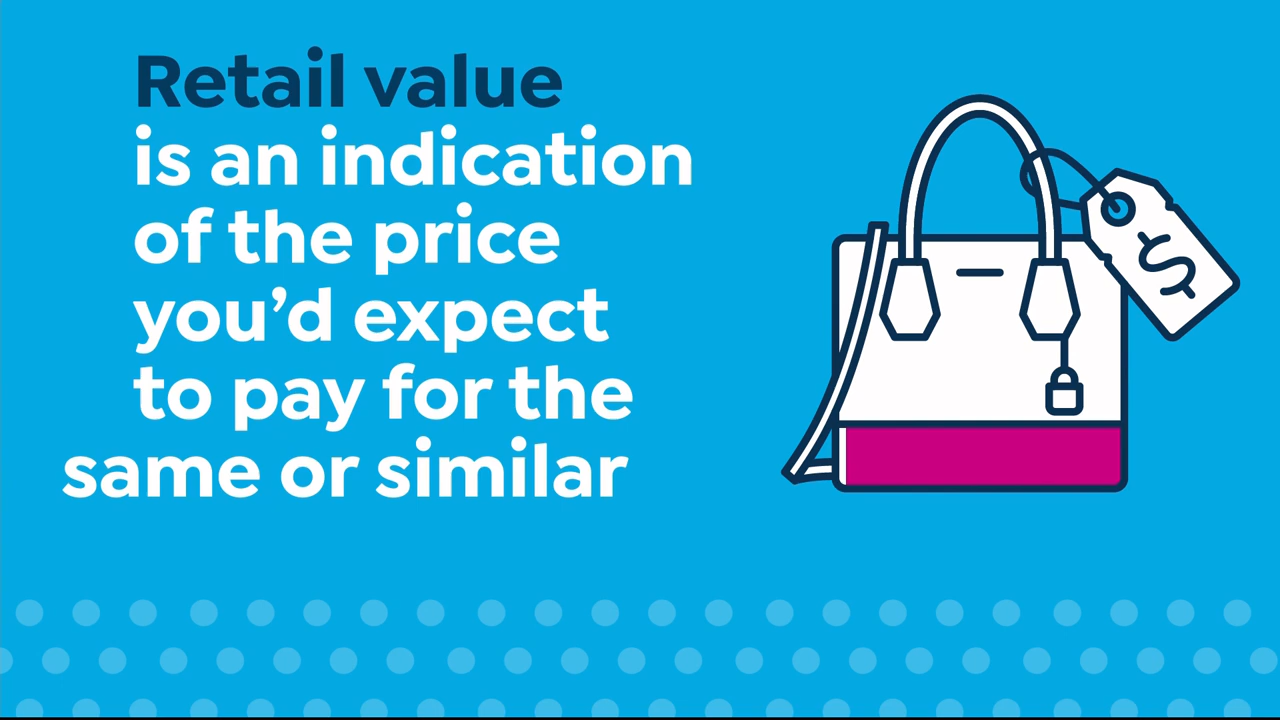 Retail value
is an indication
of the price
you’d expect
to pay for the
same or similar
$